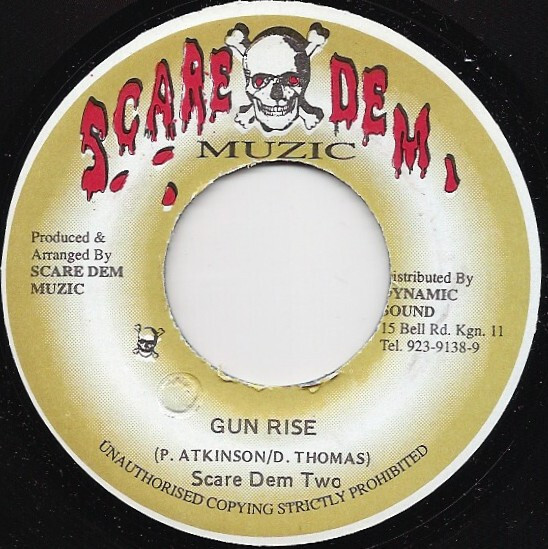 SCARE DEM
MUZIC
Produced &
Arranged By
SCARE DEM
MUZIC
istributed By
YNAMIC
OUND
15 Bell Rd. Kgn. 11
Tel. 923-9138-9
GUN RISE
(P. ATKINSON/D. THOMAS)
Scare Dem Two
UNAUTHORISED COPYING STRICTLY PROHIBITED